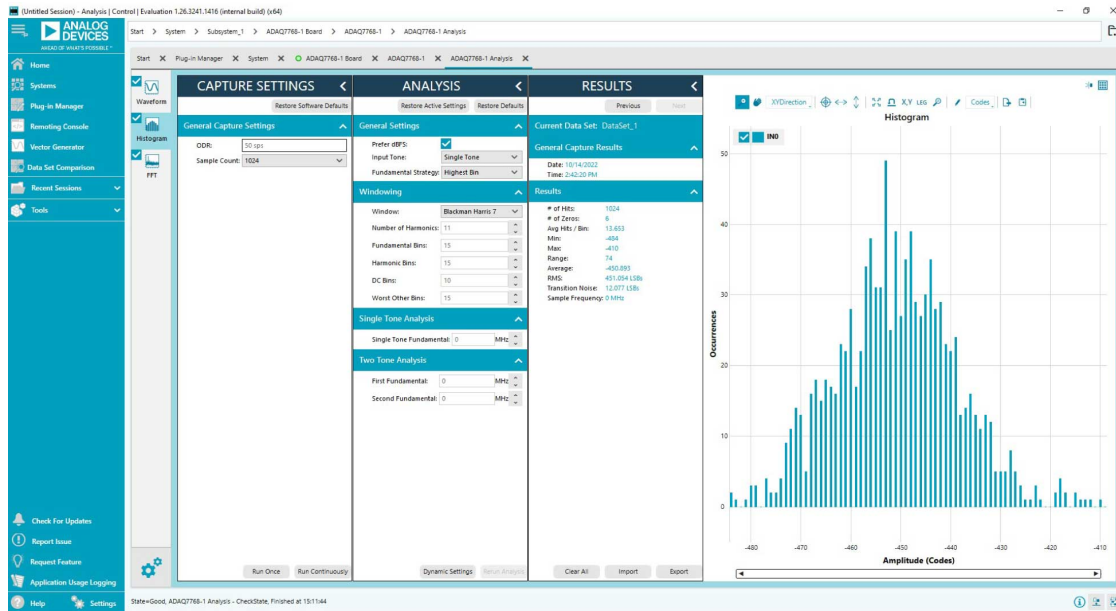 (Untitled Session) - Analysis | Control | Evaluation 1.26.3241.1416 (internal build) (x64)
ANALOG DEVICES
AHEAD OF WHAT'S POSSIBLE™
Start > System > Subsystem_1 > ADAQ7768-1 Board > ADAQ7768-1 > ADAQ7768-1 Analysis
Start X Plug-in Manager X System X ADAQ7768-1 Board X ADAQ7768-1 X ADAQ7768-1 Analysis X
Home
Systems
Plug-in Manager
Remoting Console
Vector Generator
Data Set Comparison
Recent Sessions
Tools
Check For Updates
Report Issue
Request Feature
Application Usage Logging
Help
Settings
Waveform
Histogram
FFT
CAPTURE SETTINGS
Restore Software Defaults
General Capture Settings
ODR: 50 sps
Sample Count: 1024
Run Once Run Continuously
ANALYSIS
Restore Active Settings Restore Defaults
General Settings
Prefer dBFS:
Input Tone: Single Tone
Fundamental Strategy: Highest Bin
Windowing
Window: Blackman Harris 7
Number of Harmonics: 11
Fundamental Bins: 15
Harmonic Bins: 15
DC Bins: 10
Worst Other Bins: 15
Single Tone Analysis
Single Tone Fundamental: 0 MHz
Two Tone Analysis
First Fundamental: 0 MHz
Second Fundamental: 0 MHz
Dynamic Settings Rerun Analysis
RESULTS
Previous Next
Current Data Set: DataSet_1
General Capture Results
Date: 10/14/2022
Time: 2:42:20 PM
Results
# of Hits: 1024
# of Zeros: 6
Avg Hits / Bin: 13.653
Min: -484
Max: -410
Range: 74
Average: -450.893
RMS: 451.054 LSBs
Transition Noise: 12.077 LSBs
Sample Frequency: 0 MHz
Clear All Import Export
XYDirection X,Y LEG Codes
Histogram
IN0
50
40
30
20
10
0
Occurrences
-480 -470 -460 -450 -440 -430 -420 -410
Amplitude (Codes)
State=Good, ADAQ7768-1 Analysis - CheckState, Finished at 15:11:44